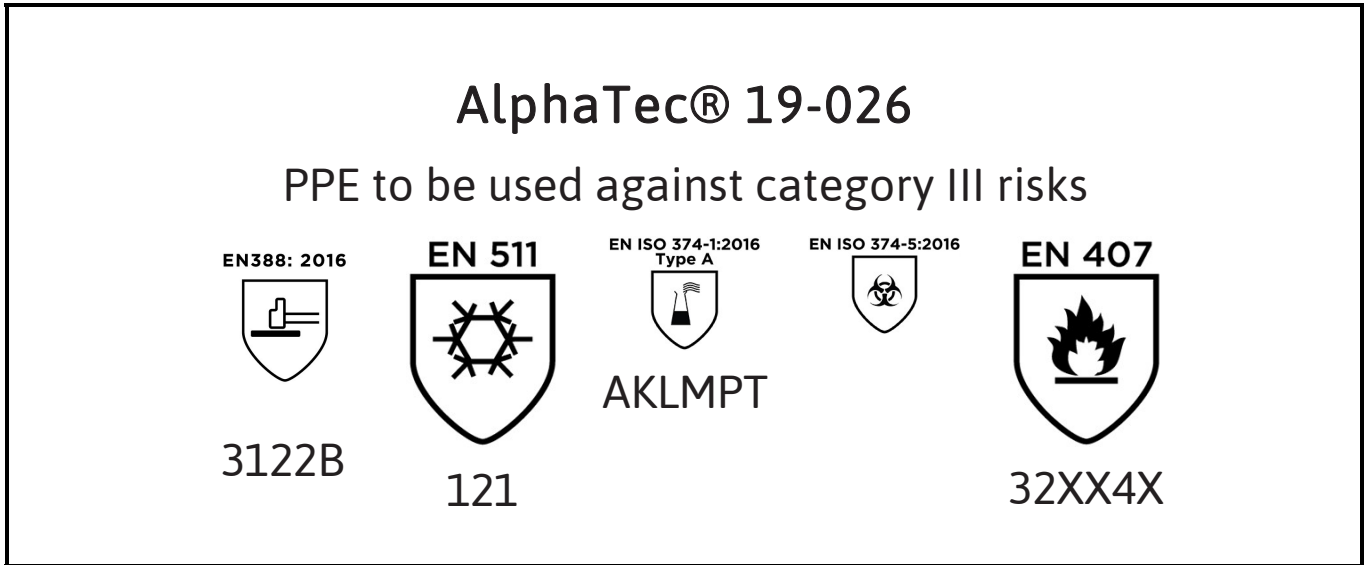 AlphaTec® 19-026
PPE to be used against category III risks
EN388: 2016
3122B
EN 511
121
EN ISO 374-1:2016
Type A
AKLMPT
EN ISO 374-5:2016
EN 407
32XX4X